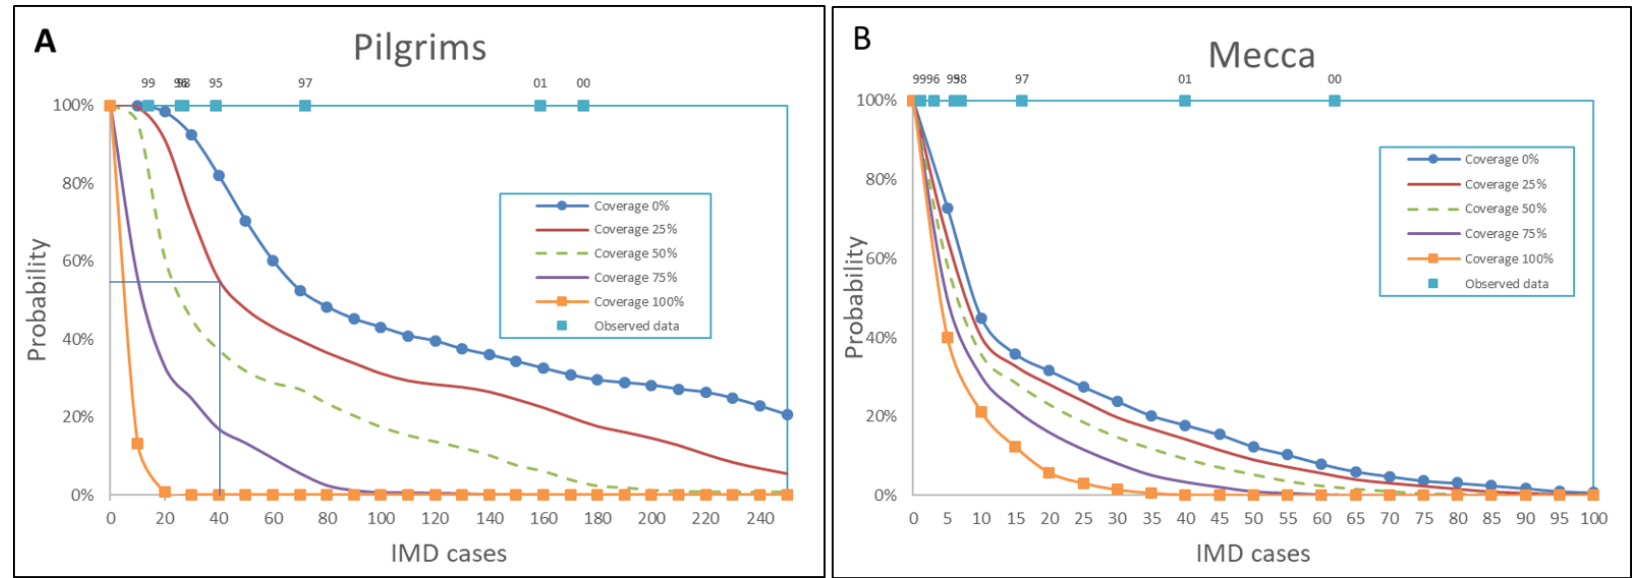 A
Pilgrims
99 96 98 95 97 01 00
100%
80%
60%
40%
20%
0%
Probability
0 20 40 60 80 100 120 140 160 180 200 220 240
IMD cases
Coverage 0%
Coverage 25%
Coverage 50%
Coverage 75%
Coverage 100%
Observed data
B
Mecca
99 96 95 98 97 01 00
100%
80%
60%
40%
20%
0%
Probability
0 5 10 15 20 25 30 35 40 45 50 55 60 65 70 75 80 85 90 95 100
IMD cases
Coverage 0%
Coverage 25%
Coverage 50%
Coverage 75%
Coverage 100%
Observed data